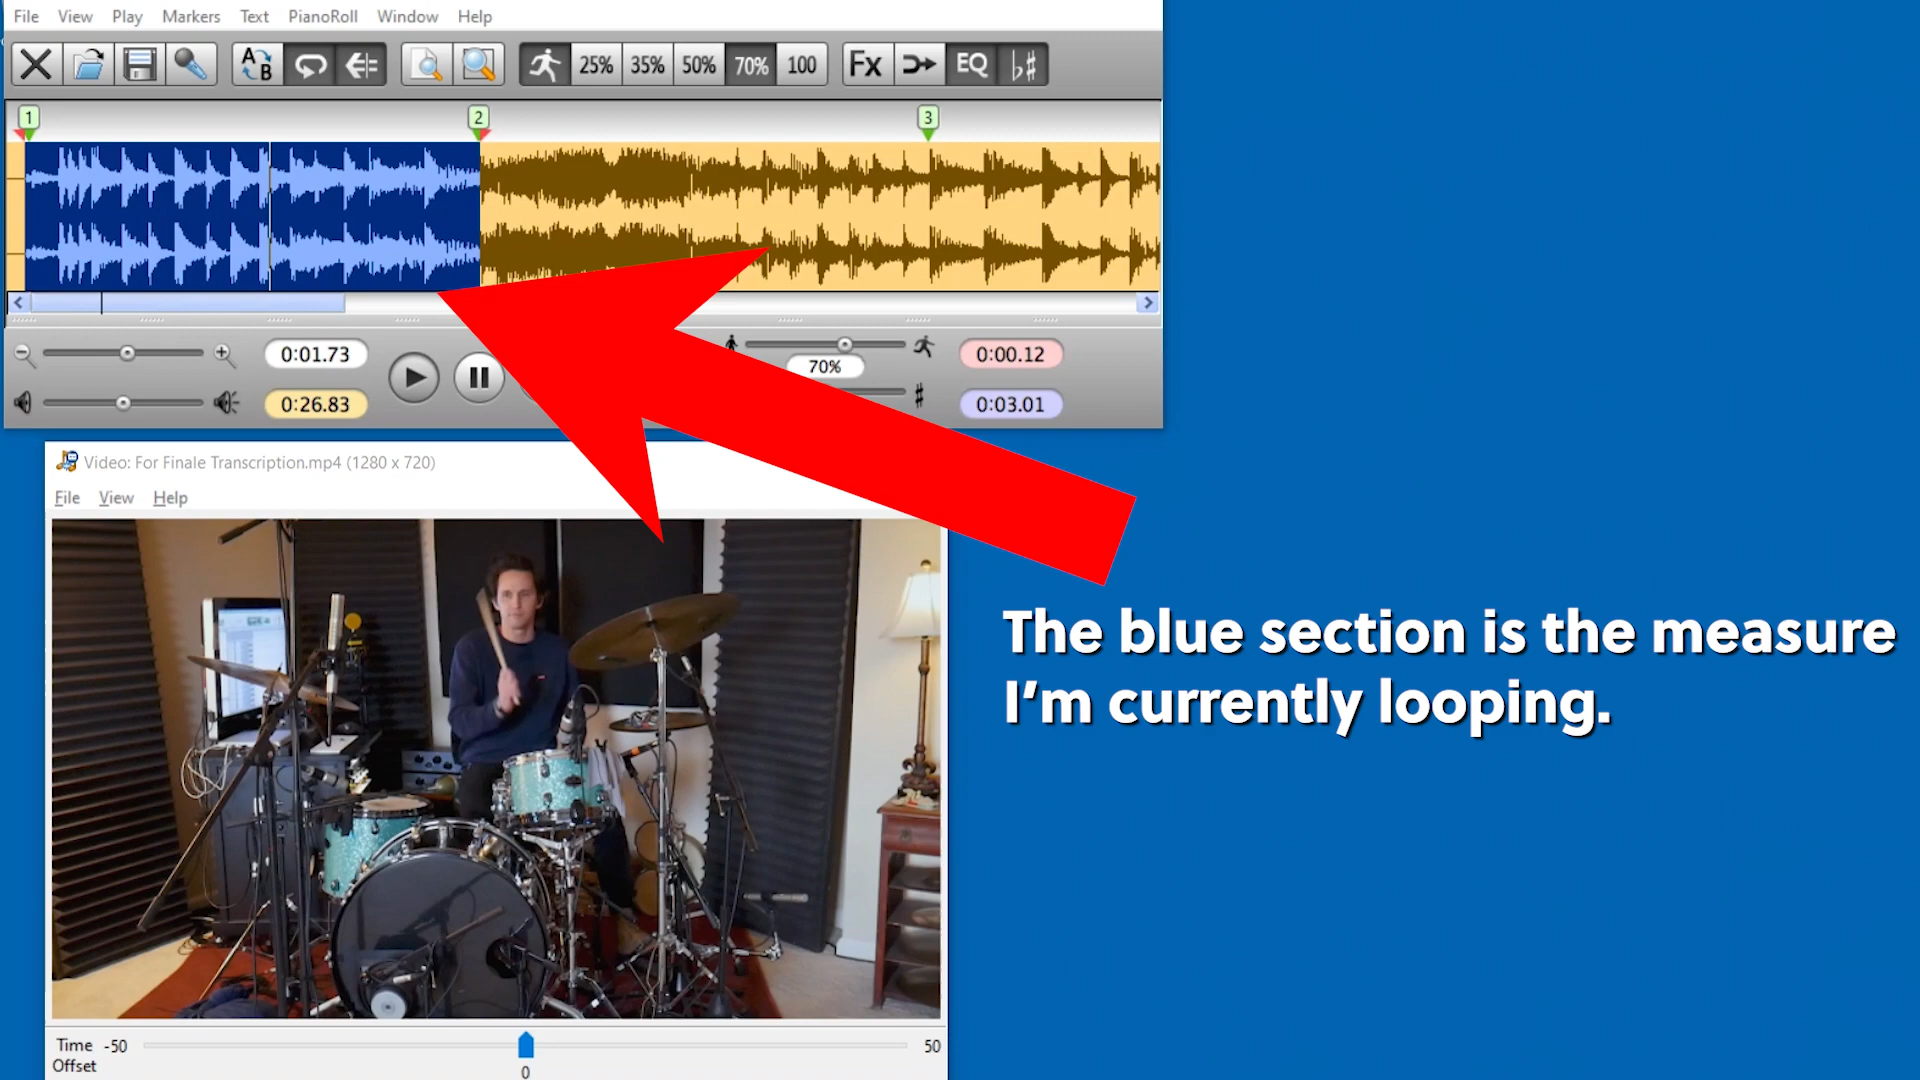 File View Play Markers Text PianoRoll Window Help
A B 25% 35% 50% 70% 100 Fx EQ ♭♯
1 2 3
0:01.73 70% 0:00.12
0:26.83 ♯ 0:03.01
Video: For Finale Transcription.mp4 (1280 x 720)
File View Help
The blue section is the measure
I'm currently looping.
Time -50 50
Offset
0